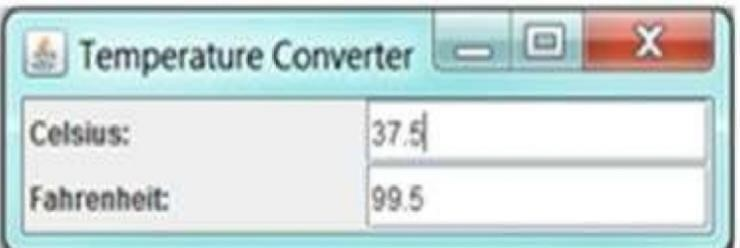 Temperature Converter
Celsius: 37.5
Fahrenheit: 99.5